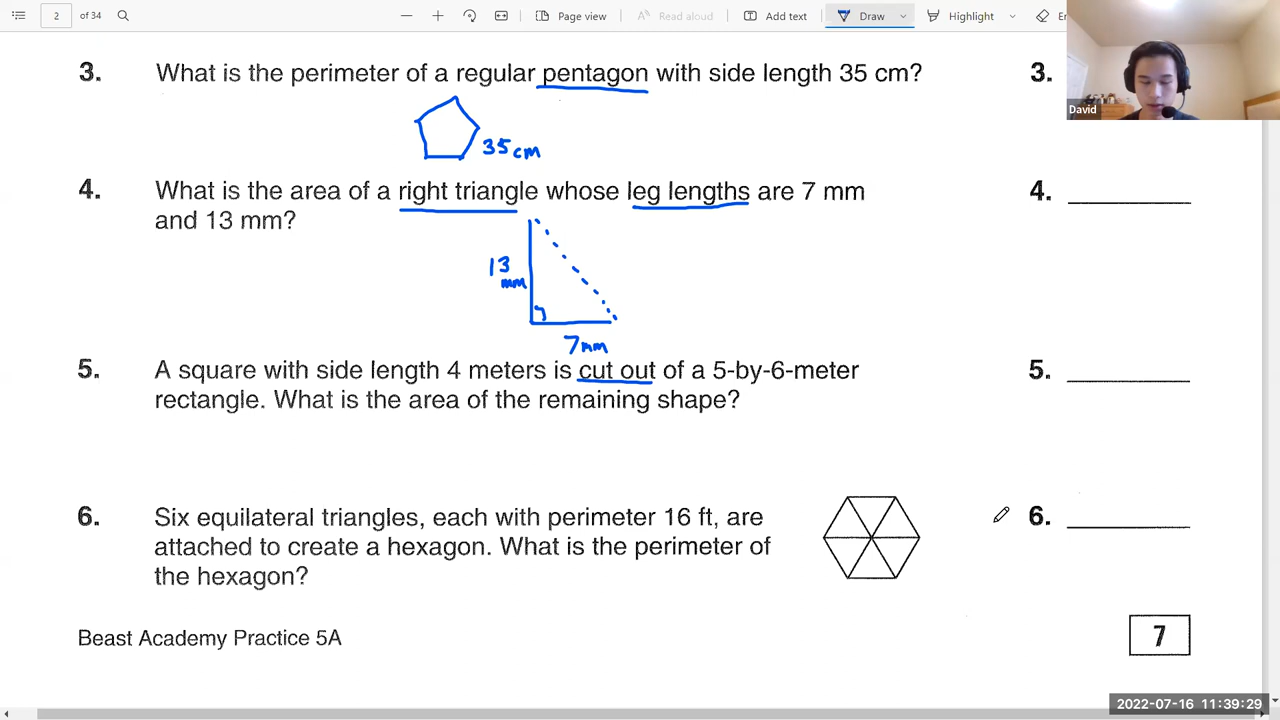 2 of 34 Page view Read aloud Add text Draw Highlight
David
3. What is the perimeter of a regular pentagon with side length 35 cm? 3.
35 cm
4. What is the area of a right triangle whose leg lengths are 7 mm 4.
and 13 mm?
13
mm
7 mm
5. A square with side length 4 meters is cut out of a 5-by-6-meter 5.
rectangle. What is the area of the remaining shape?
6. Six equilateral triangles, each with perimeter 16 ft, are 6.
attached to create a hexagon. What is the perimeter of
the hexagon?
Beast Academy Practice 5A 7
2022-07-16 11:39:29